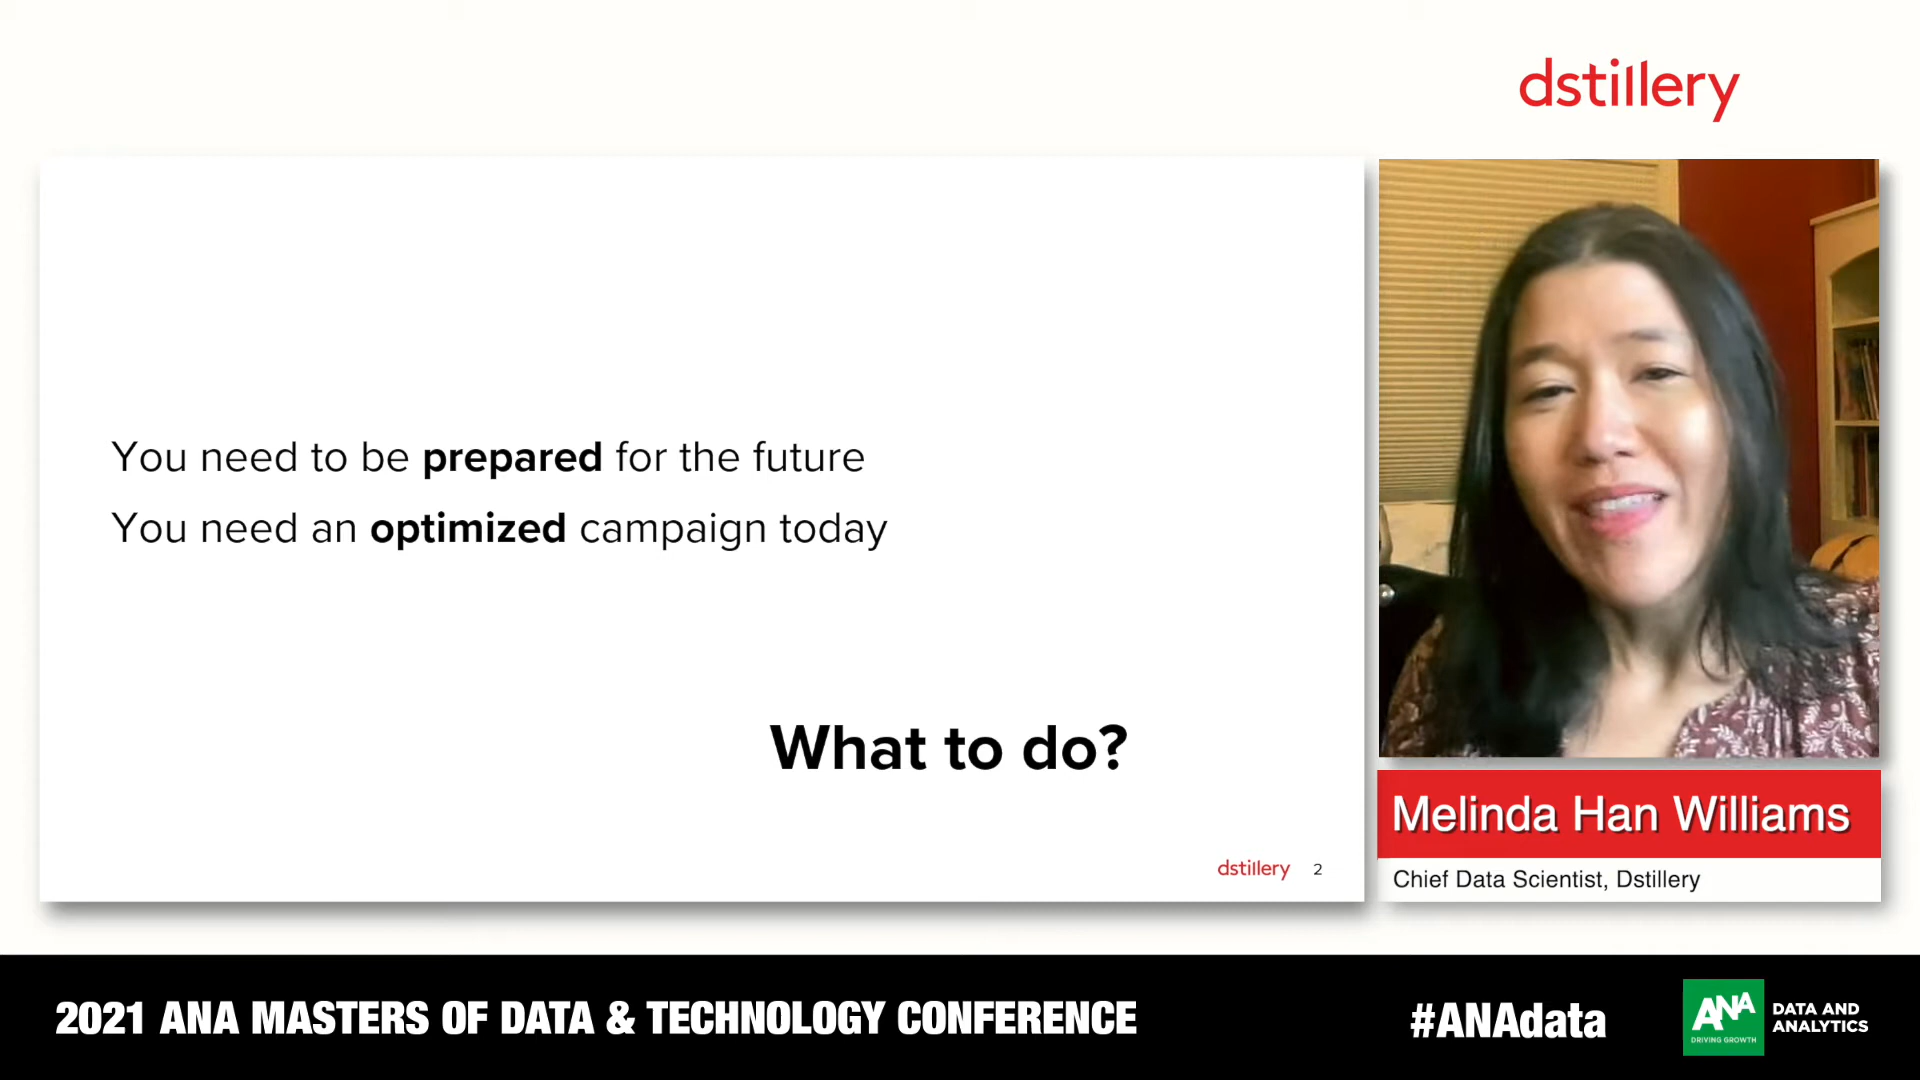 dstillery
You need to be prepared for the future
You need an optimized campaign today
What to do?
dstillery 2
Melinda Han Williams
Chief Data Scientist, Dstillery
2021 ANA MASTERS OF DATA & TECHNOLOGY CONFERENCE
#ANAdata
ANA
DRIVING GROWTH
DATA AND
ANALYTICS